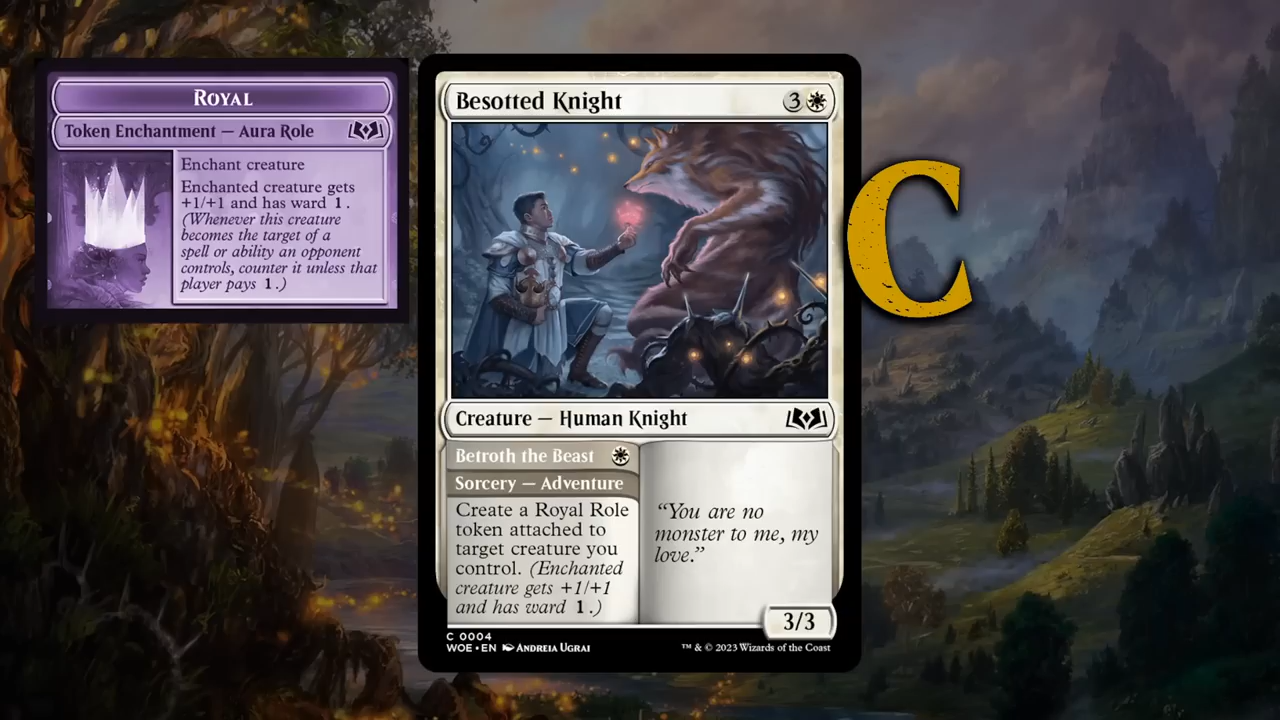 Royal
Token Enchantment — Aura Role
Enchant creature
Enchanted creature gets
+1/+1 and has ward 1.
(Whenever this creature
becomes the target of a
spell or ability an opponent
controls, counter it unless that
player pays 1.)
Besotted Knight 3
Creature — Human Knight
Betroth the Beast
Sorcery — Adventure
Create a Royal Role
token attached to
target creature you
control. (Enchanted
creature gets +1/+1
and has ward 1.)
“You are no
monster to me, my
love.”
3/3
C 0004
WOE • EN Andreia Ugrai
™ & © 2023 Wizards of the Coast
C